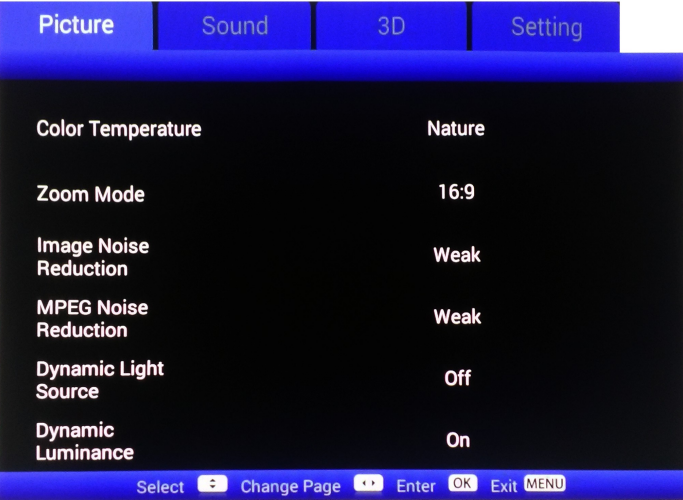 Picture Sound 3D Setting
Color Temperature Nature
Zoom Mode 16:9
Image Noise
Reduction Weak
MPEG Noise
Reduction Weak
Dynamic Light
Source Off
Dynamic
Luminance On
Select Change Page Enter OK Exit MENU